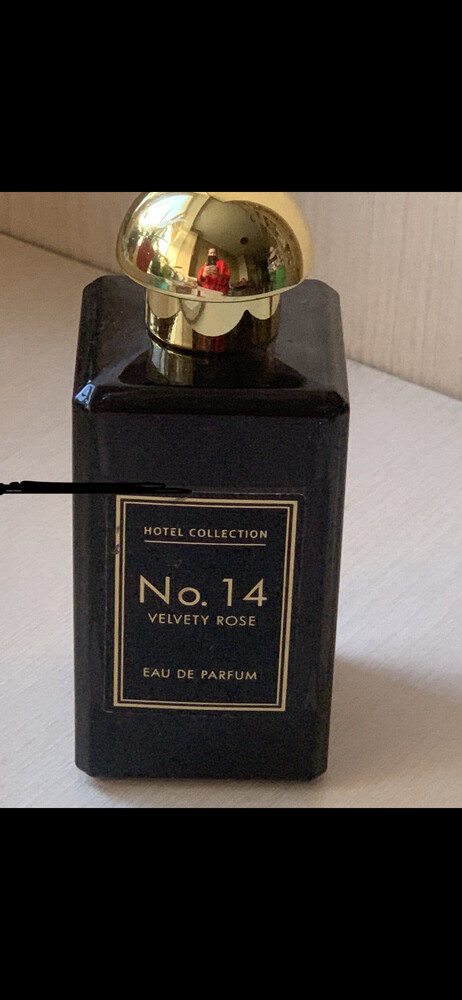 HOTEL COLLECTION
No. 14
VELVETY ROSE
EAU DE PARFUM